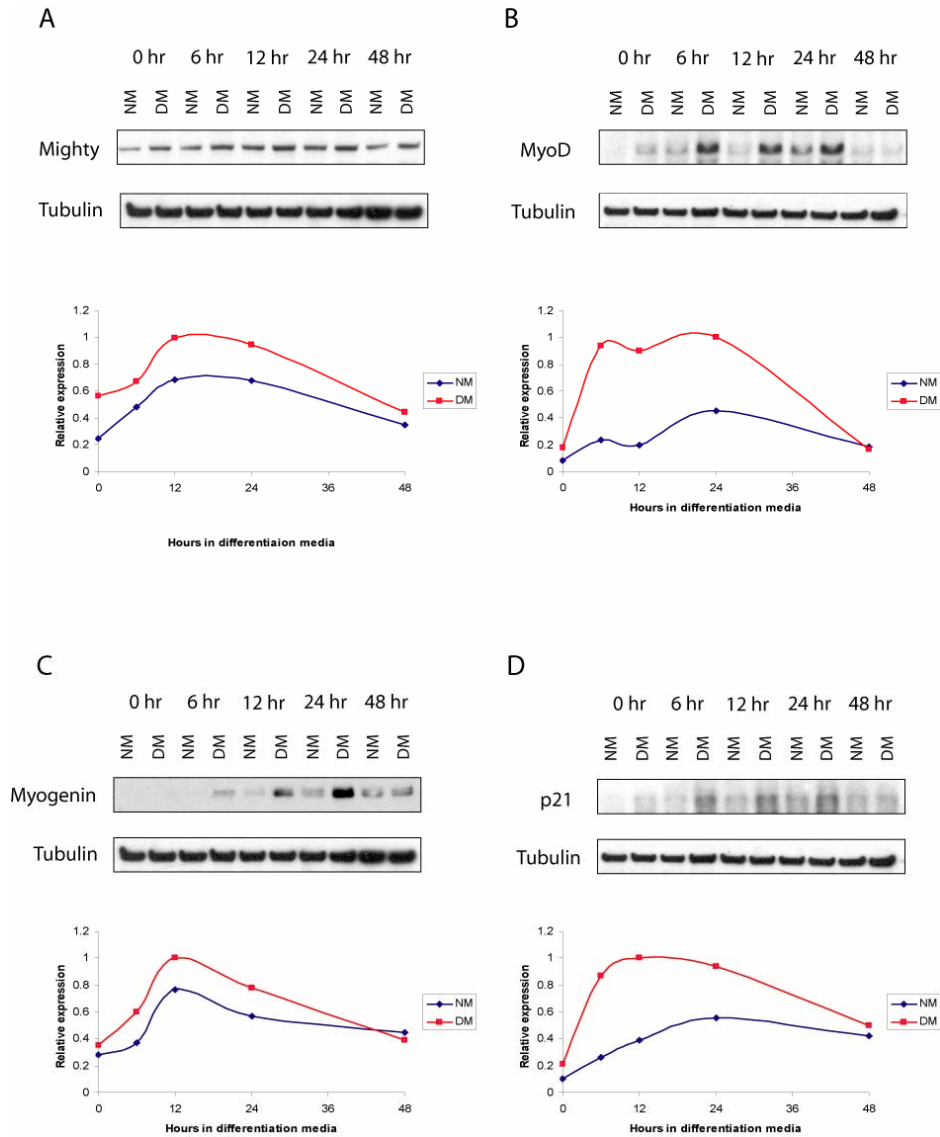 A
0 hr 6 hr 12 hr 24 hr 48 hr
NM DM NM DM NM DM NM DM NM DM
Mighty
Tubulin
Relative expression
1.2
1
0.8
0.6
0.4
0.2
0
0 12 24 36 48
NM
DM
Hours in differentiaion media
B
0 hr 6 hr 12 hr 24 hr 48 hr
NM DM NM DM NM DM NM DM NM DM
MyoD
Tubulin
Relative expression
1.2
1
0.8
0.6
0.4
0.2
0
0 12 24 36 48
NM
DM
Hours in differentiation media
C
0 hr 6 hr 12 hr 24 hr 48 hr
NM DM NM DM NM DM NM DM NM DM
Myogenin
Tubulin
Relative expression
1.2
1
0.8
0.6
0.4
0.2
0
0 12 24 36 48
NM
DM
Hours in differentiation media
D
0 hr 6 hr 12 hr 24 hr 48 hr
NM DM NM DM NM DM NM DM NM DM
p21
Tubulin
Relative expression
1.2
1
0.8
0.6
0.4
0.2
0
0 12 24 36 48
NM
DM
Hours in differentiation media